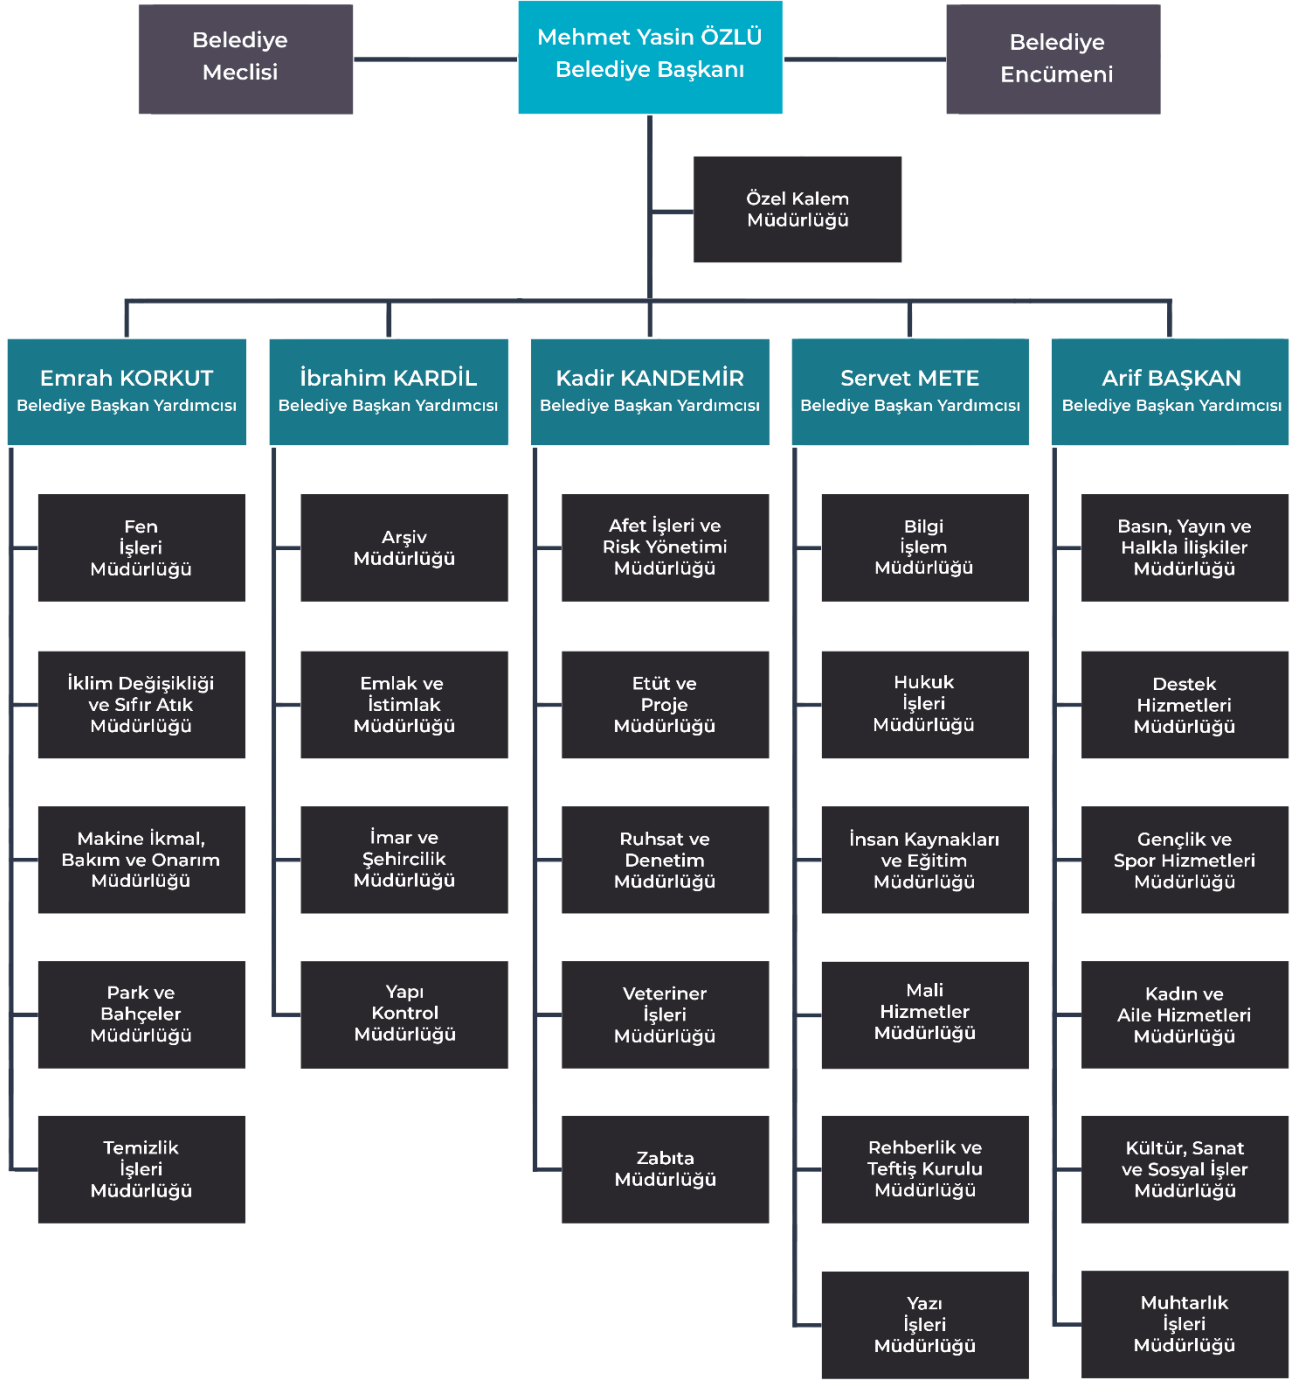 Belediye
Meclisi
Mehmet Yasin ÖZLÜ
Belediye Başkanı
Belediye
Encümeni
Özel Kalem
Müdürlüğü
Emrah KORKUT
Belediye Başkan Yardımcısı
Fen
İşleri
Müdürlüğü
İklim Değişikliği
ve Sıfır Atık
Müdürlüğü
Makine İkmal,
Bakım ve Onarım
Müdürlüğü
Park ve
Bahçeler
Müdürlüğü
Temizlik
İşleri
Müdürlüğü
İbrahim KARDİL
Belediye Başkan Yardımcısı
Arşiv
Müdürlüğü
Emlak ve
İstimlak
Müdürlüğü
İmar ve
Şehircilik
Müdürlüğü
Yapı
Kontrol
Müdürlüğü
Kadir KANDEMİR
Belediye Başkan Yardımcısı
Afet İşleri ve
Risk Yönetimi
Müdürlüğü
Etüt ve
Proje
Müdürlüğü
Ruhsat ve
Denetim
Müdürlüğü
Veteriner
İşleri
Müdürlüğü
Zabıta
Müdürlüğü
Servet METE
Belediye Başkan Yardımcısı
Bilgi
İşlem
Müdürlüğü
Hukuk
İşleri
Müdürlüğü
İnsan Kaynakları
ve Eğitim
Müdürlüğü
Mali
Hizmetler
Müdürlüğü
Rehberlik ve
Teftiş Kurulu
Müdürlüğü
Yazı
İşleri
Müdürlüğü
Arif BAŞKAN
Belediye Başkan Yardımcısı
Basın, Yayın ve
Halkla İlişkiler
Müdürlüğü
Destek
Hizmetleri
Müdürlüğü
Gençlik ve
Spor Hizmetleri
Müdürlüğü
Kadın ve
Aile Hizmetleri
Müdürlüğü
Kültür, Sanat
ve Sosyal İşler
Müdürlüğü
Muhtarlık
İşleri
Müdürlüğü